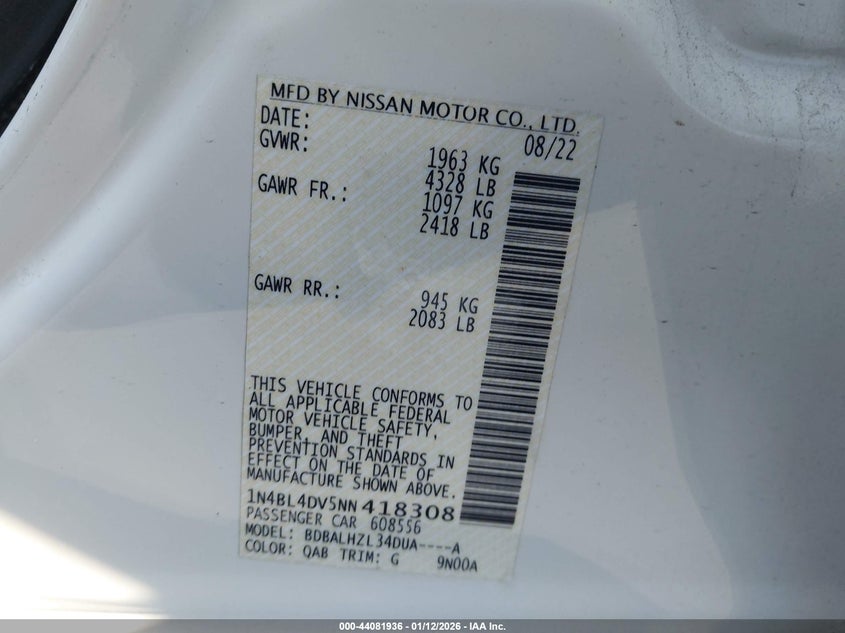 MFD BY NISSAN MOTOR CO., LTD.
DATE: 08/22
GVWR: 1963 KG
4328 LB
GAWR FR.: 1097 KG
2418 LB
GAWR RR.: 945 KG
2083 LB
THIS VEHICLE CONFORMS TO
ALL APPLICABLE FEDERAL
MOTOR VEHICLE SAFETY,
BUMPER, AND THEFT
PREVENTION STANDARDS IN
EFFECT ON THE DATE OF
MANUFACTURE SHOWN ABOVE.
1N4BL4DV5NN418308
PASSENGER CAR 608556
MODEL: BDBALHZL34DUA----A
COLOR: QAB TRIM: G 9N00A
000-44081936 - 01/12/2026 - IAA Inc.